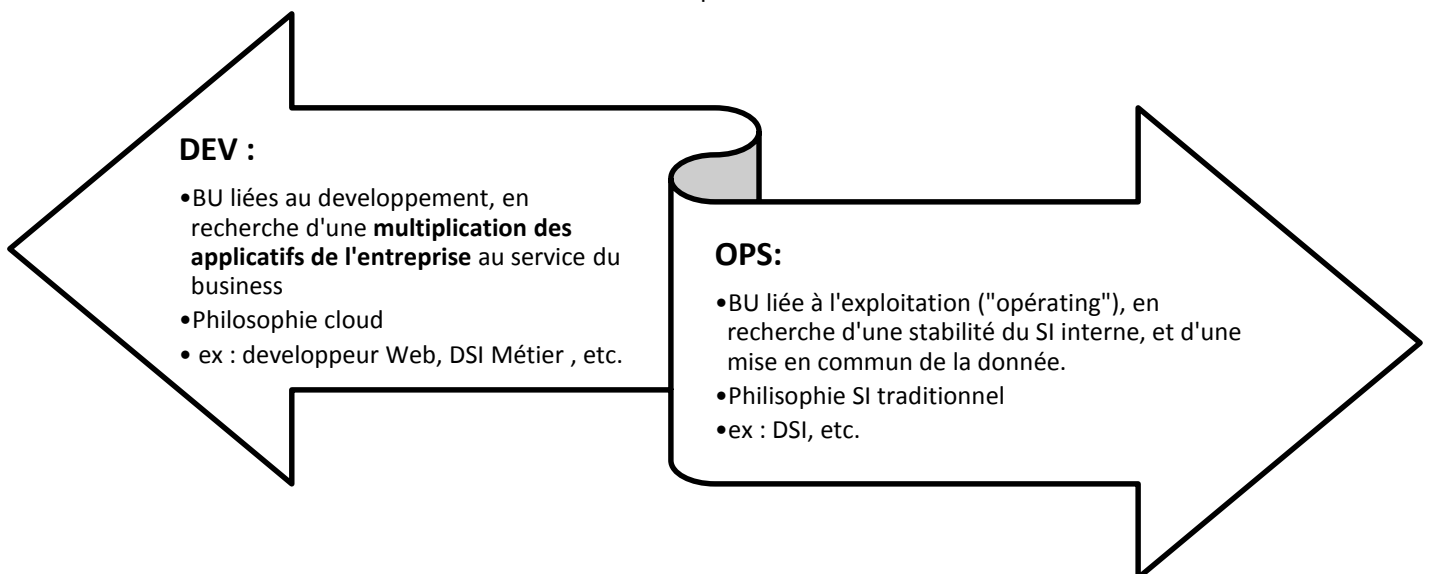 DEV :
•BU liées au developpement, en
recherche d'une multiplication des
applicatifs de l'entreprise au service du
business
•Philosophie cloud
• ex : developpeur Web, DSI Métier , etc.
OPS:
•BU liée à l'exploitation ("opérating"), en
recherche d'une stabilité du SI interne, et d'une
mise en commun de la donnée.
•Philisophie SI traditionnel
•ex : DSI, etc.